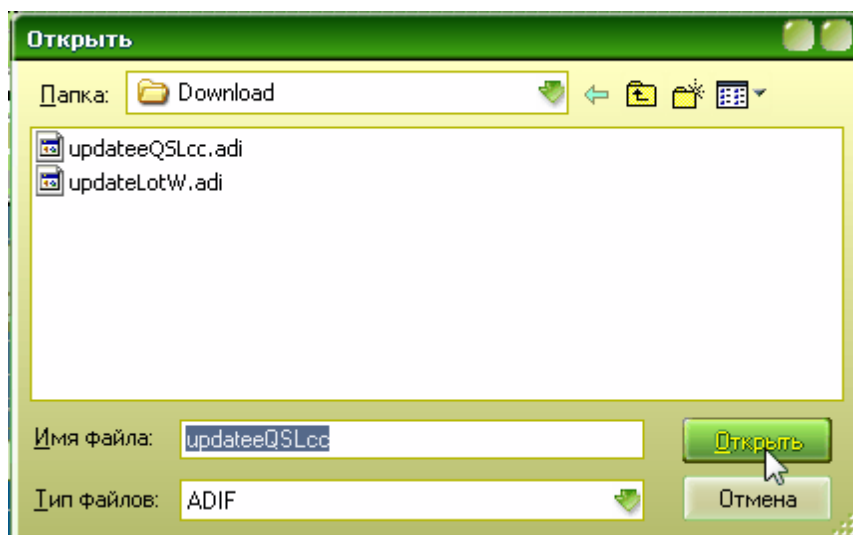 Открыть
Папка: Download
updateeQSLcc.adi
updateLotW.adi
Имя файла: updateeQSLcc Открыть
Тип файлов: ADIF Отмена